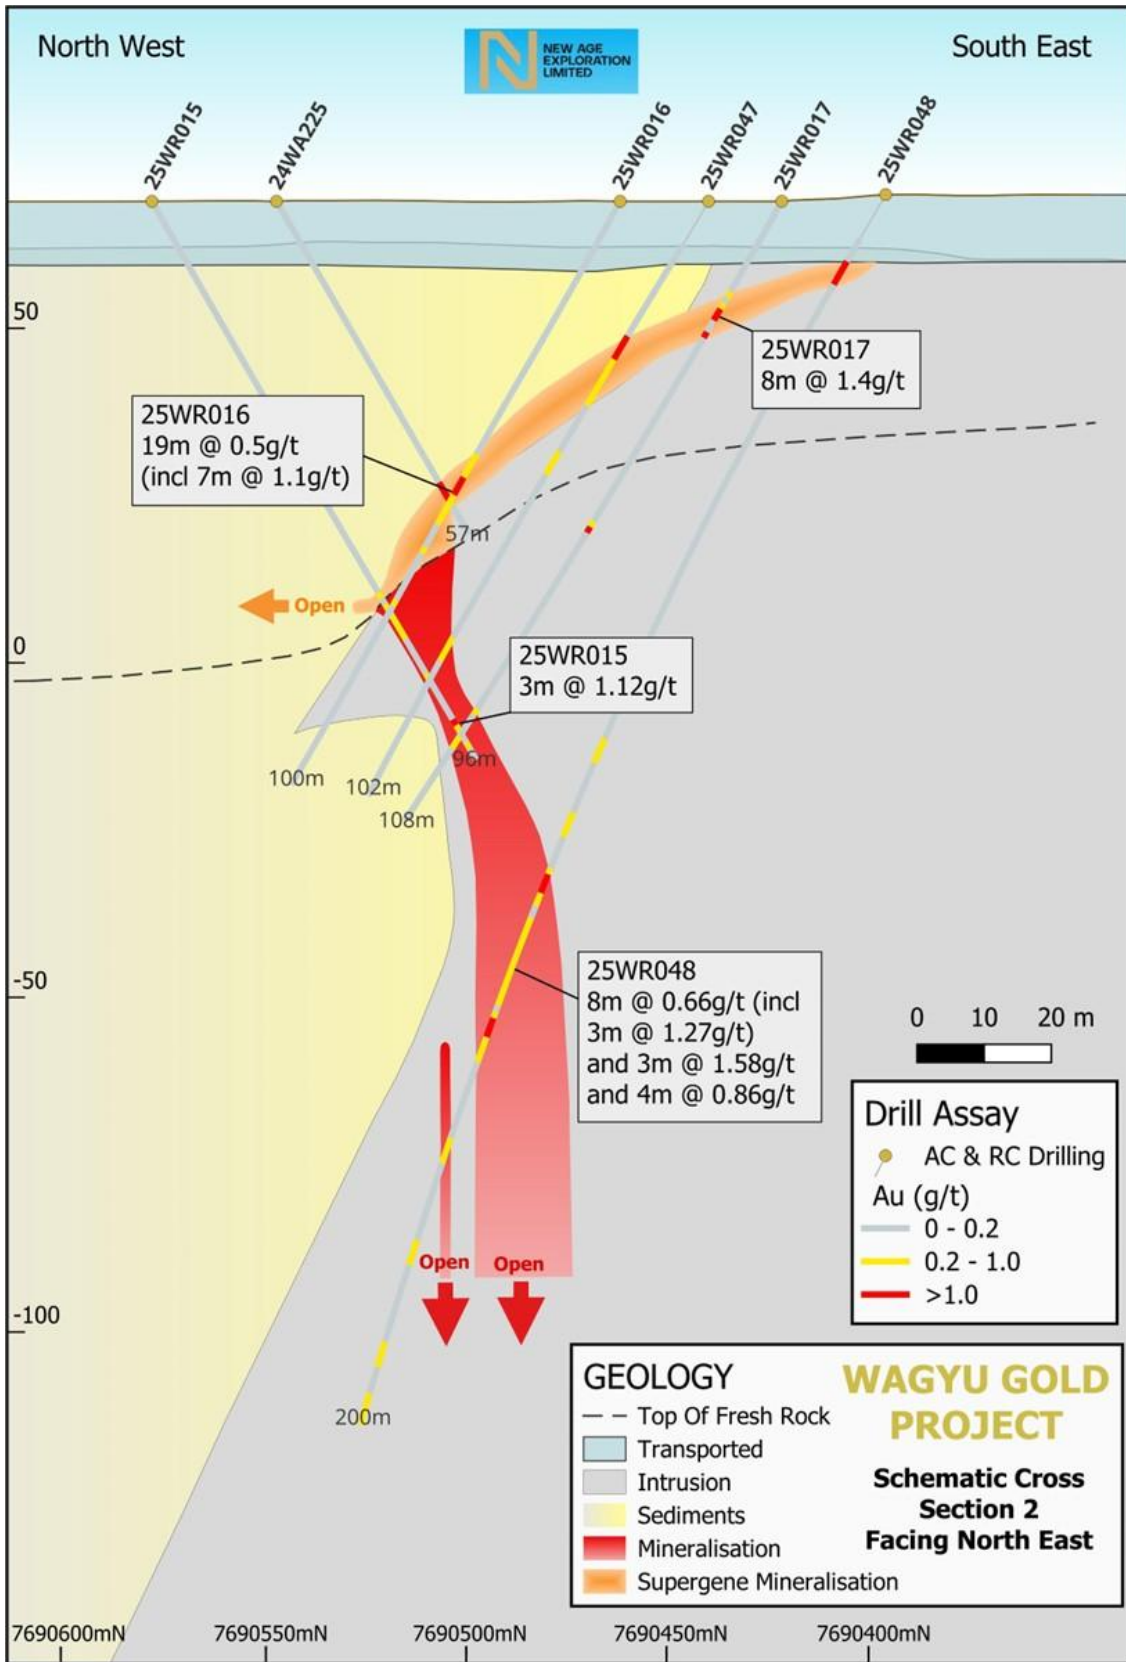 North West
NEW AGE
EXPLORATION
LIMITED
South East
25WR015
24WA225
25WR016
25WR047
25WR017
25WR048
50
25WR017
8m @ 1.4g/t
25WR016
19m @ 0.5g/t
(incl 7m @ 1.1g/t)
57m
Open
0
25WR015
3m @ 1.12g/t
96m
100m
102m
108m
-50
25WR048
8m @ 0.66g/t (incl
3m @ 1.27g/t)
and 3m @ 1.58g/t
and 4m @ 0.86g/t
0 10 20 m
Drill Assay
AC & RC Drilling
Au (g/t)
0 - 0.2
0.2 - 1.0
>1.0
Open Open
-100
200m
GEOLOGY
Top Of Fresh Rock
Transported
Intrusion
Sediments
Mineralisation
Supergene Mineralisation
WAGYU GOLD
PROJECT
Schematic Cross
Section 2
Facing North East
7690600mN 7690550mN 7690500mN 7690450mN 7690400mN